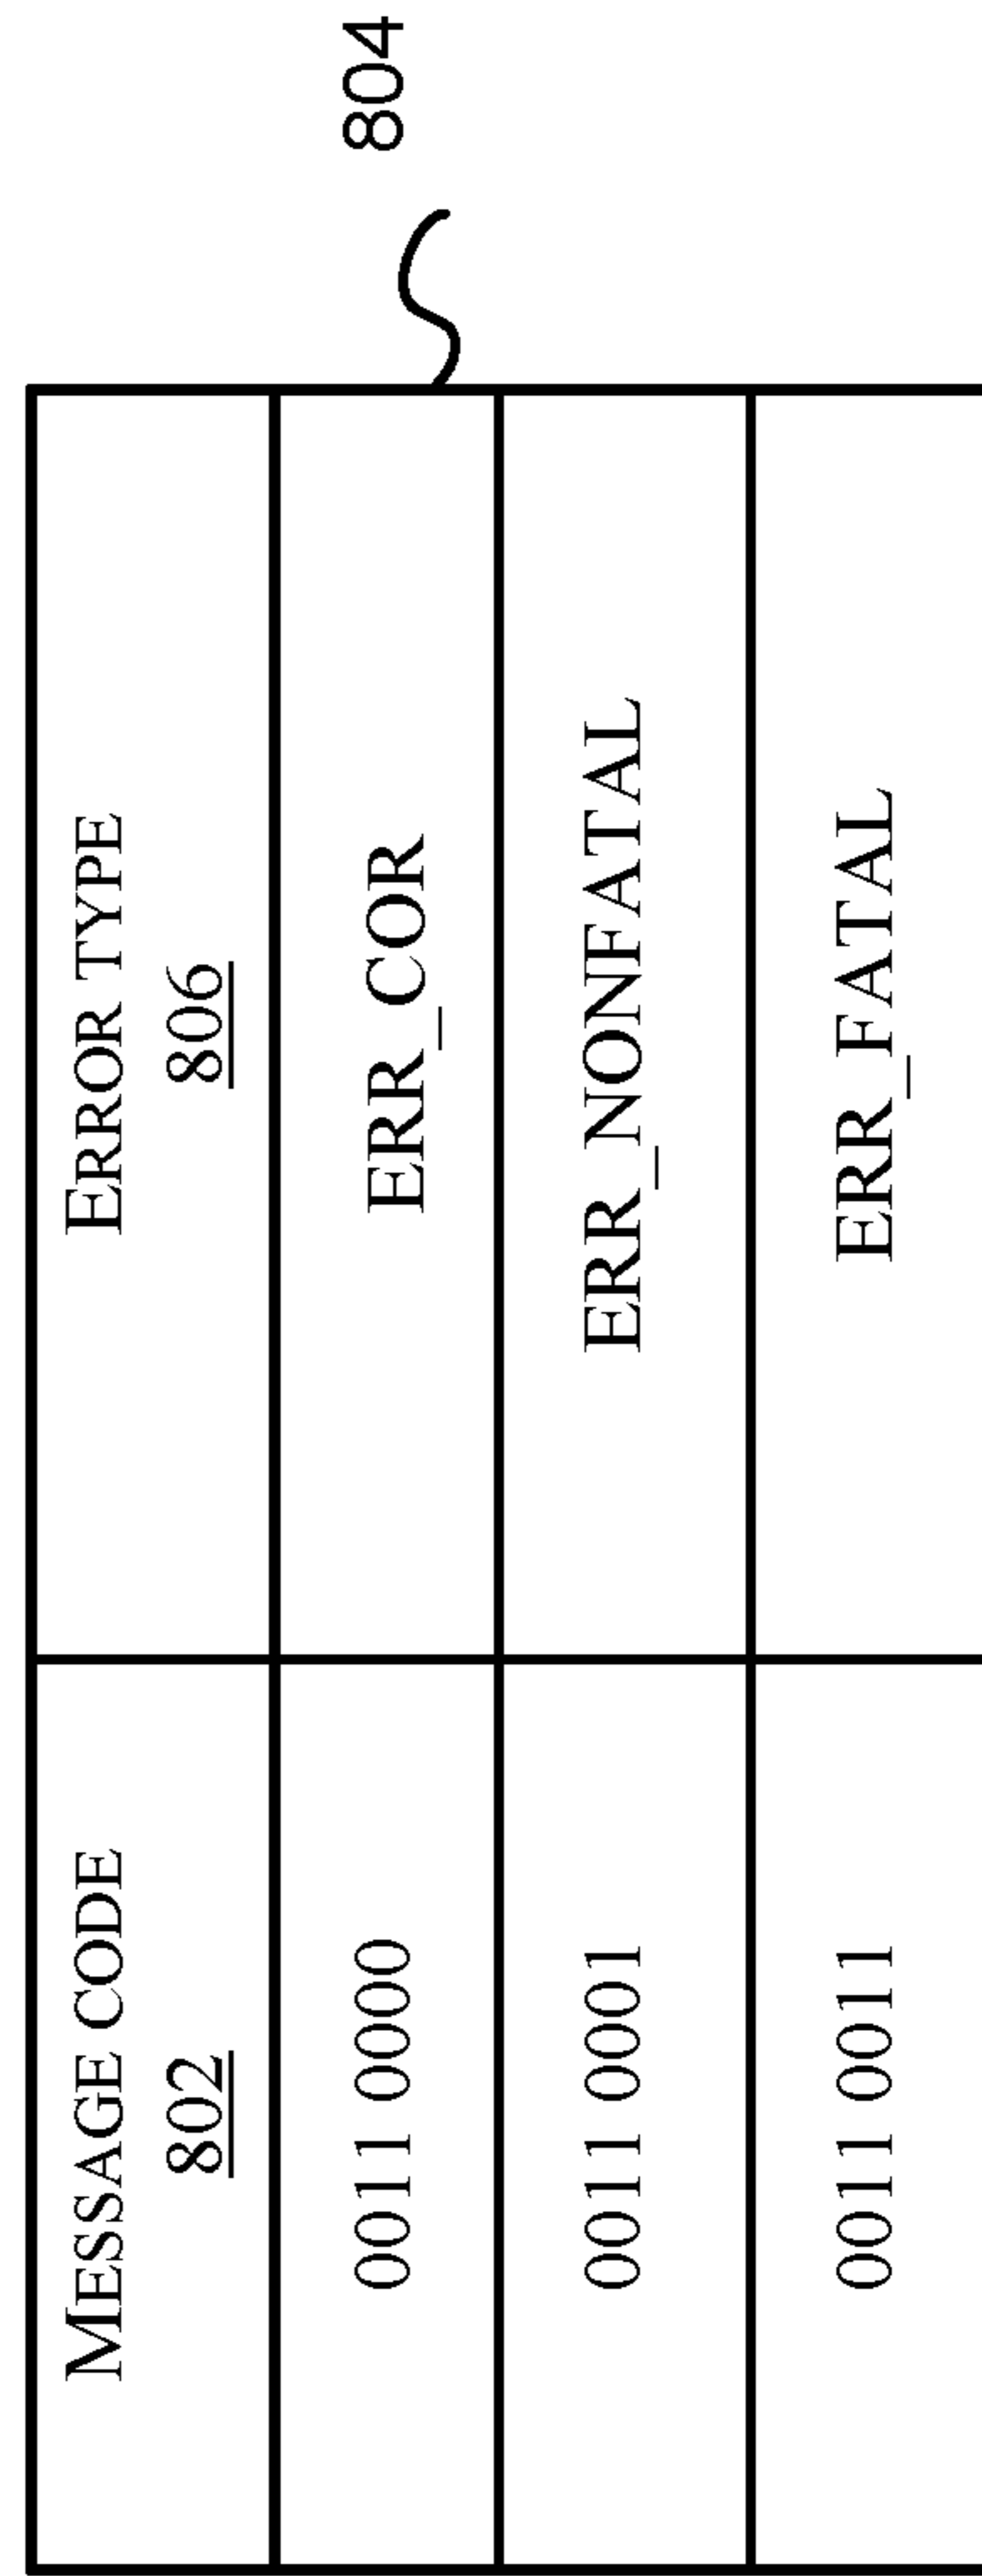 MESSAGE CODE
802
ERROR TYPE
806
0011 0000
ERR_COR
804
0011 0001
ERR_NONFATAL
0011 0011
ERR_FATAL